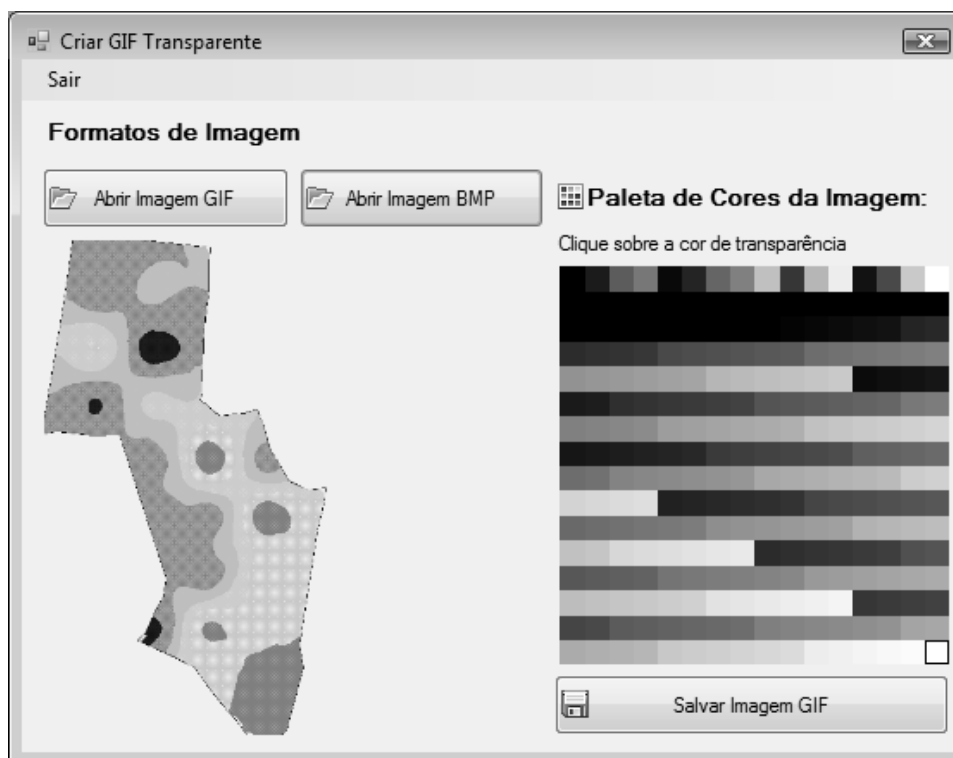 Criar GIF Transparente
Sair
Formatos de Imagem
Abrir Imagem GIF
Abrir Imagem BMP
Paleta de Cores da Imagem:
Clique sobre a cor de transparência
Salvar Imagem GIF